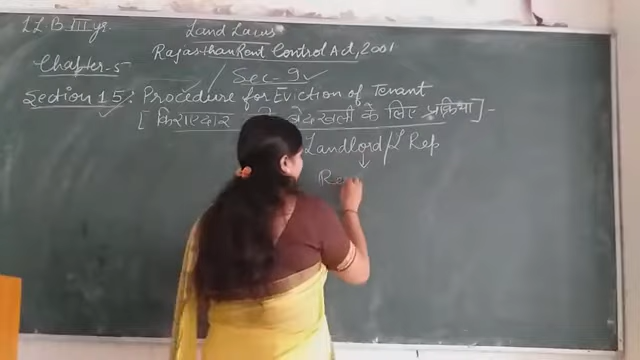 LLB III yr.
Land Laws
Rajasthan Rent Control Act, 2001
Chapter-5
Sec-9
Section 15: Procedure for Eviction of Tenant
[किरायेदार बेदखली के लिए प्रक्रिया]-
Landlord/L Rep
Re